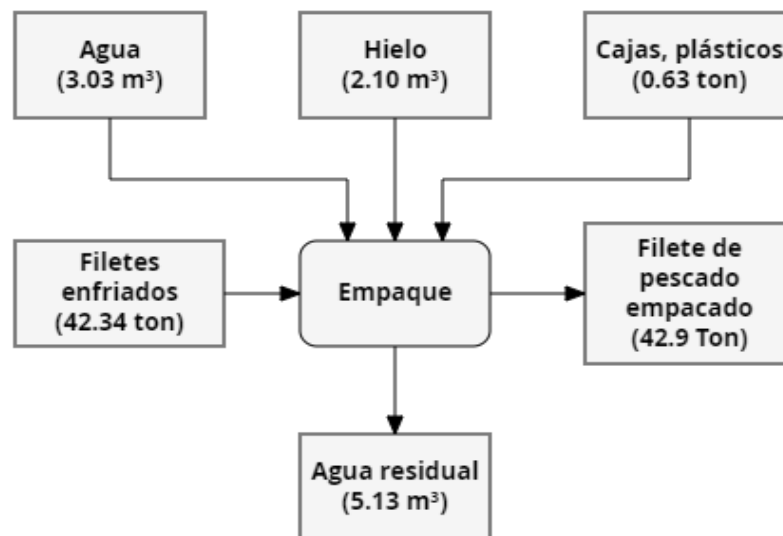 Agua
(3.03 m³)
Hielo
(2.10 m³)
Cajas, plásticos
(0.63 ton)
Filetes
enfriados
(42.34 ton)
Empaque
Filete de
pescado
empacado
(42.9 Ton)
Agua residual
(5.13 m³)